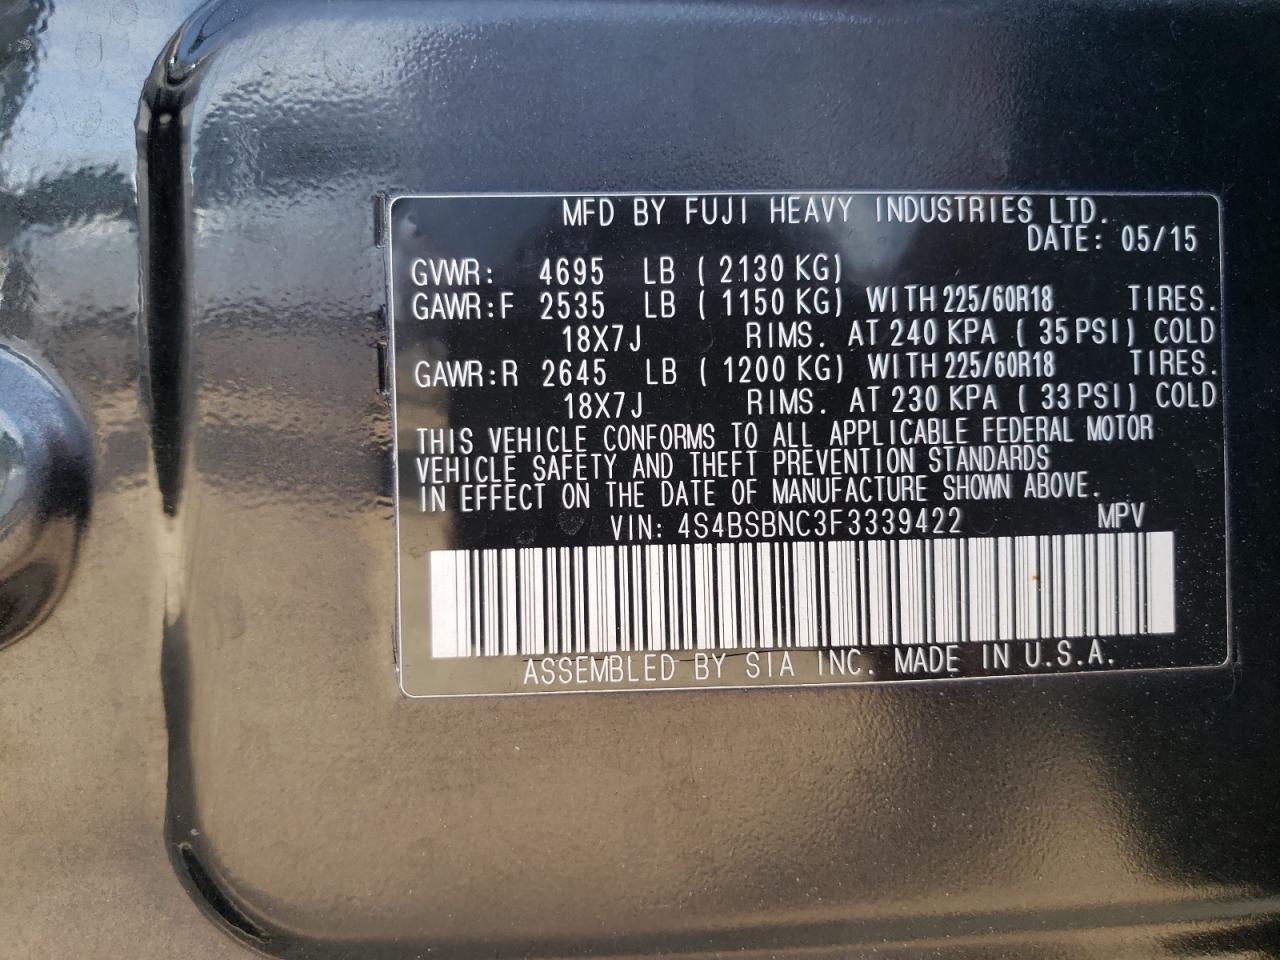 MFD BY FUJI HEAVY INDUSTRIES LTD.
DATE: 05/15
GVWR: 4695 LB ( 2130 KG)
GAWR:F 2535 LB ( 1150 KG) WITH 225/60R18 TIRES.
18X7J RIMS. AT 240 KPA ( 35 PSI) COLD
GAWR:R 2645 LB ( 1200 KG) WITH 225/60R18 TIRES.
18X7J RIMS. AT 230 KPA ( 33 PSI) COLD
THIS VEHICLE CONFORMS TO ALL APPLICABLE FEDERAL MOTOR
VEHICLE SAFETY AND THEFT PREVENTION STANDARDS
IN EFFECT ON THE DATE OF MANUFACTURE SHOWN ABOVE.
VIN: 4S4BSBNC3F3339422 MPV
ASSEMBLED BY SIA INC. MADE IN U.S.A.